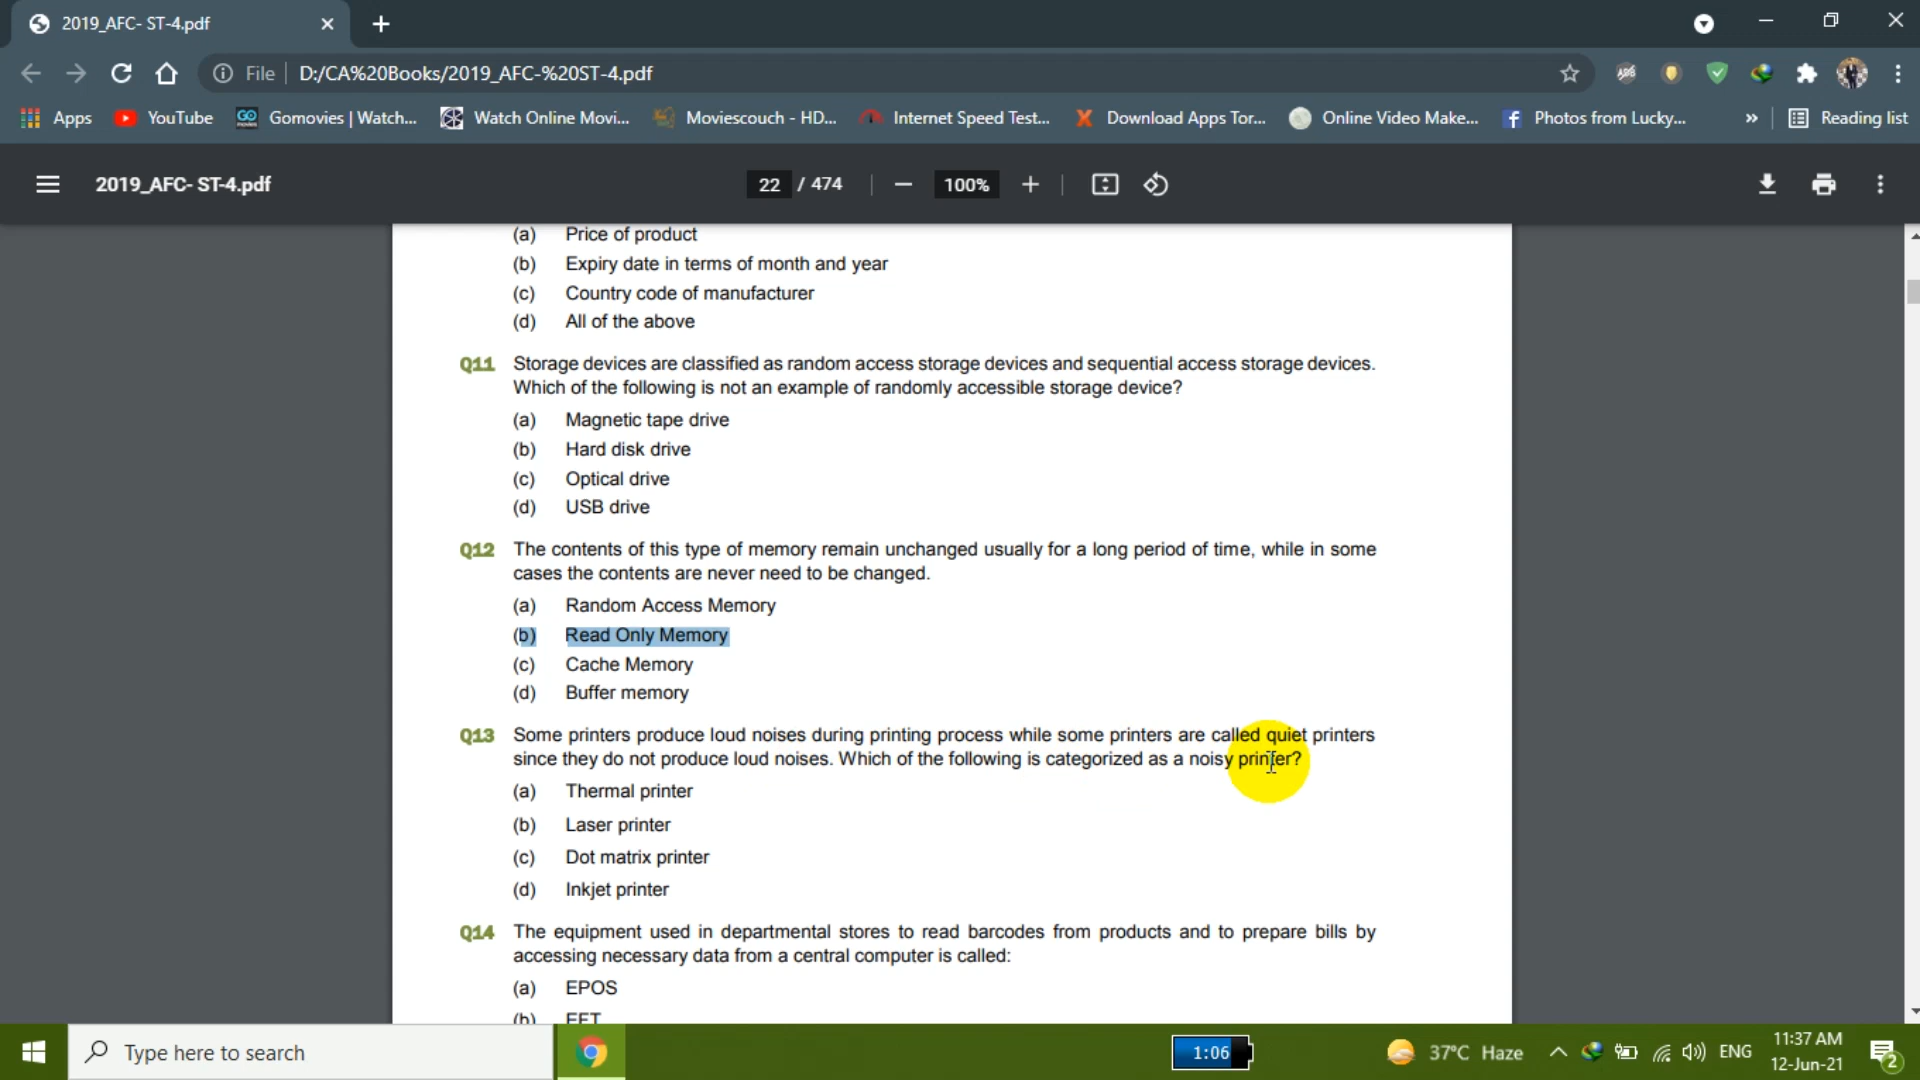 2019_AFC- ST-4.pdf
File D:/CA%20Books/2019_AFC-%20ST-4.pdf
Apps YouTube Gomovies | Watch... Watch Online Movi... Moviescouch - HD... Internet Speed Test... Download Apps Tor... Online Video Make... Photos from Lucky... » Reading list
2019_AFC- ST-4.pdf 22 / 474 100%
(a) Price of product
(b) Expiry date in terms of month and year
(c) Country code of manufacturer
(d) All of the above
Q11 Storage devices are classified as random access storage devices and sequential access storage devices.
Which of the following is not an example of randomly accessible storage device?
(a) Magnetic tape drive
(b) Hard disk drive
(c) Optical drive
(d) USB drive
Q12 The contents of this type of memory remain unchanged usually for a long period of time, while in some
cases the contents are never need to be changed.
(a) Random Access Memory
(b) Read Only Memory
(c) Cache Memory
(d) Buffer memory
Q13 Some printers produce loud noises during printing process while some printers are called quiet printers
since they do not produce loud noises. Which of the following is categorized as a noisy printer?
(a) Thermal printer
(b) Laser printer
(c) Dot matrix printer
(d) Inkjet printer
Q14 The equipment used in departmental stores to read barcodes from products and to prepare bills by
accessing necessary data from a central computer is called:
(a) EPOS
(b) EFT
Type here to search 1:06 37°C Haze ENG 11:37 AM
12-Jun-21 2